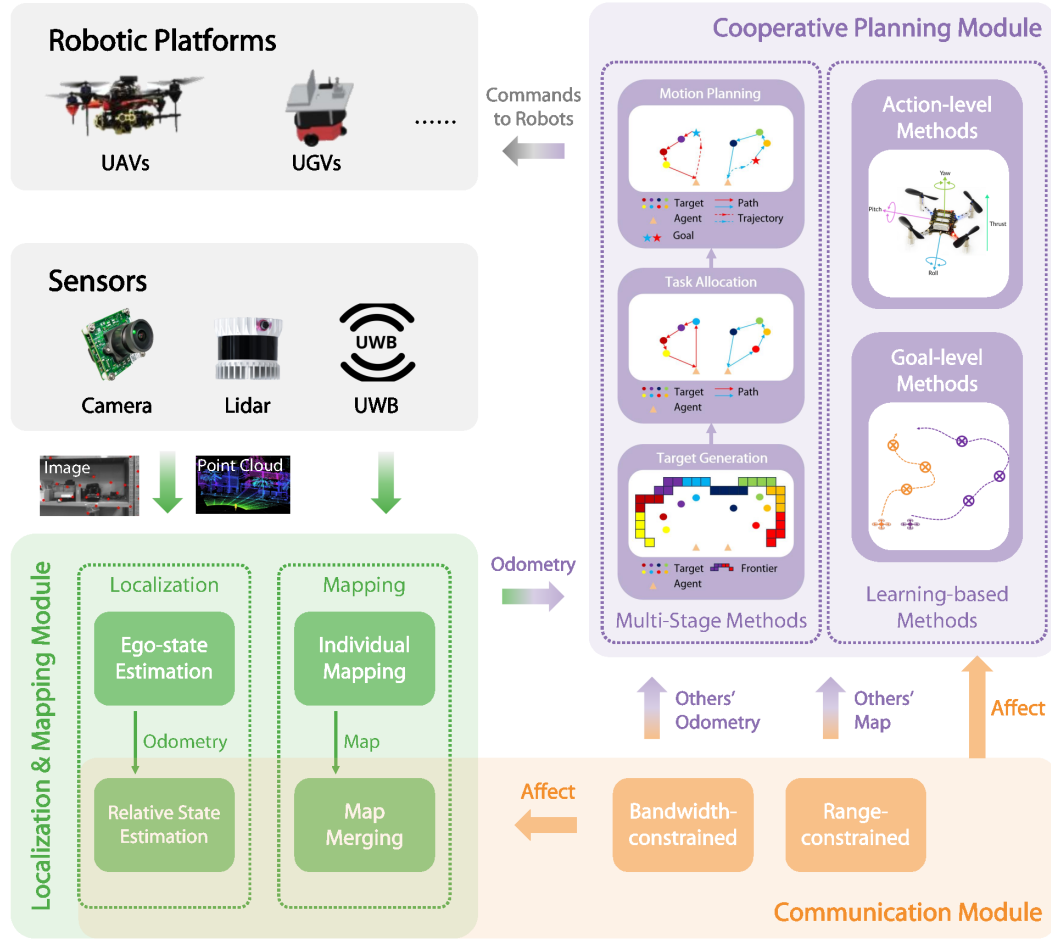 Robotic Platforms
UAVs
UGVs
......
Commands
to Robots
Sensors
UWB
Camera
Lidar
UWB
Image
Point Cloud
Localization & Mapping Module
Localization
Mapping
Ego-state
Estimation
Individual
Mapping
Odometry
Map
Relative State
Estimation
Map
Merging
Odometry
Cooperative Planning Module
Motion Planning
Target
Path
Agent
Trajectory
Goal
Task Allocation
Target
Path
Agent
Target Generation
Target
Frontier
Agent
Multi-Stage Methods
Action-level
Methods
Yaw
Pitch
Thrust
Roll
Goal-level
Methods
Learning-based
Methods
Others'
Odometry
Others'
Map
Affect
Affect
Bandwidth-
constrained
Range-
constrained
Communication Module